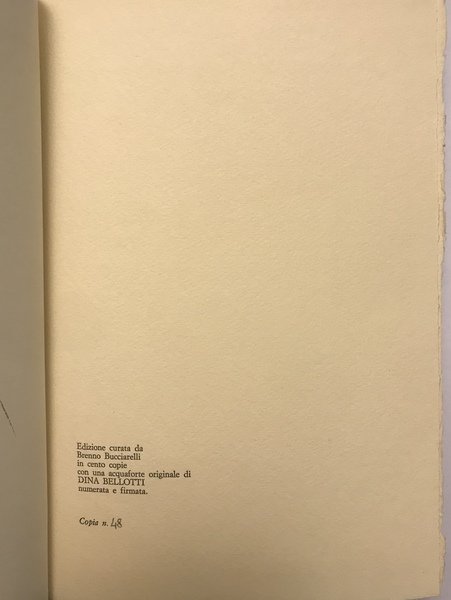 Edizione curata da
Brenno Bucciarelli
in cento copie
con una acquaforte originale di
DINA BELLOTTI
numerata e firmata.
Copia n. 48